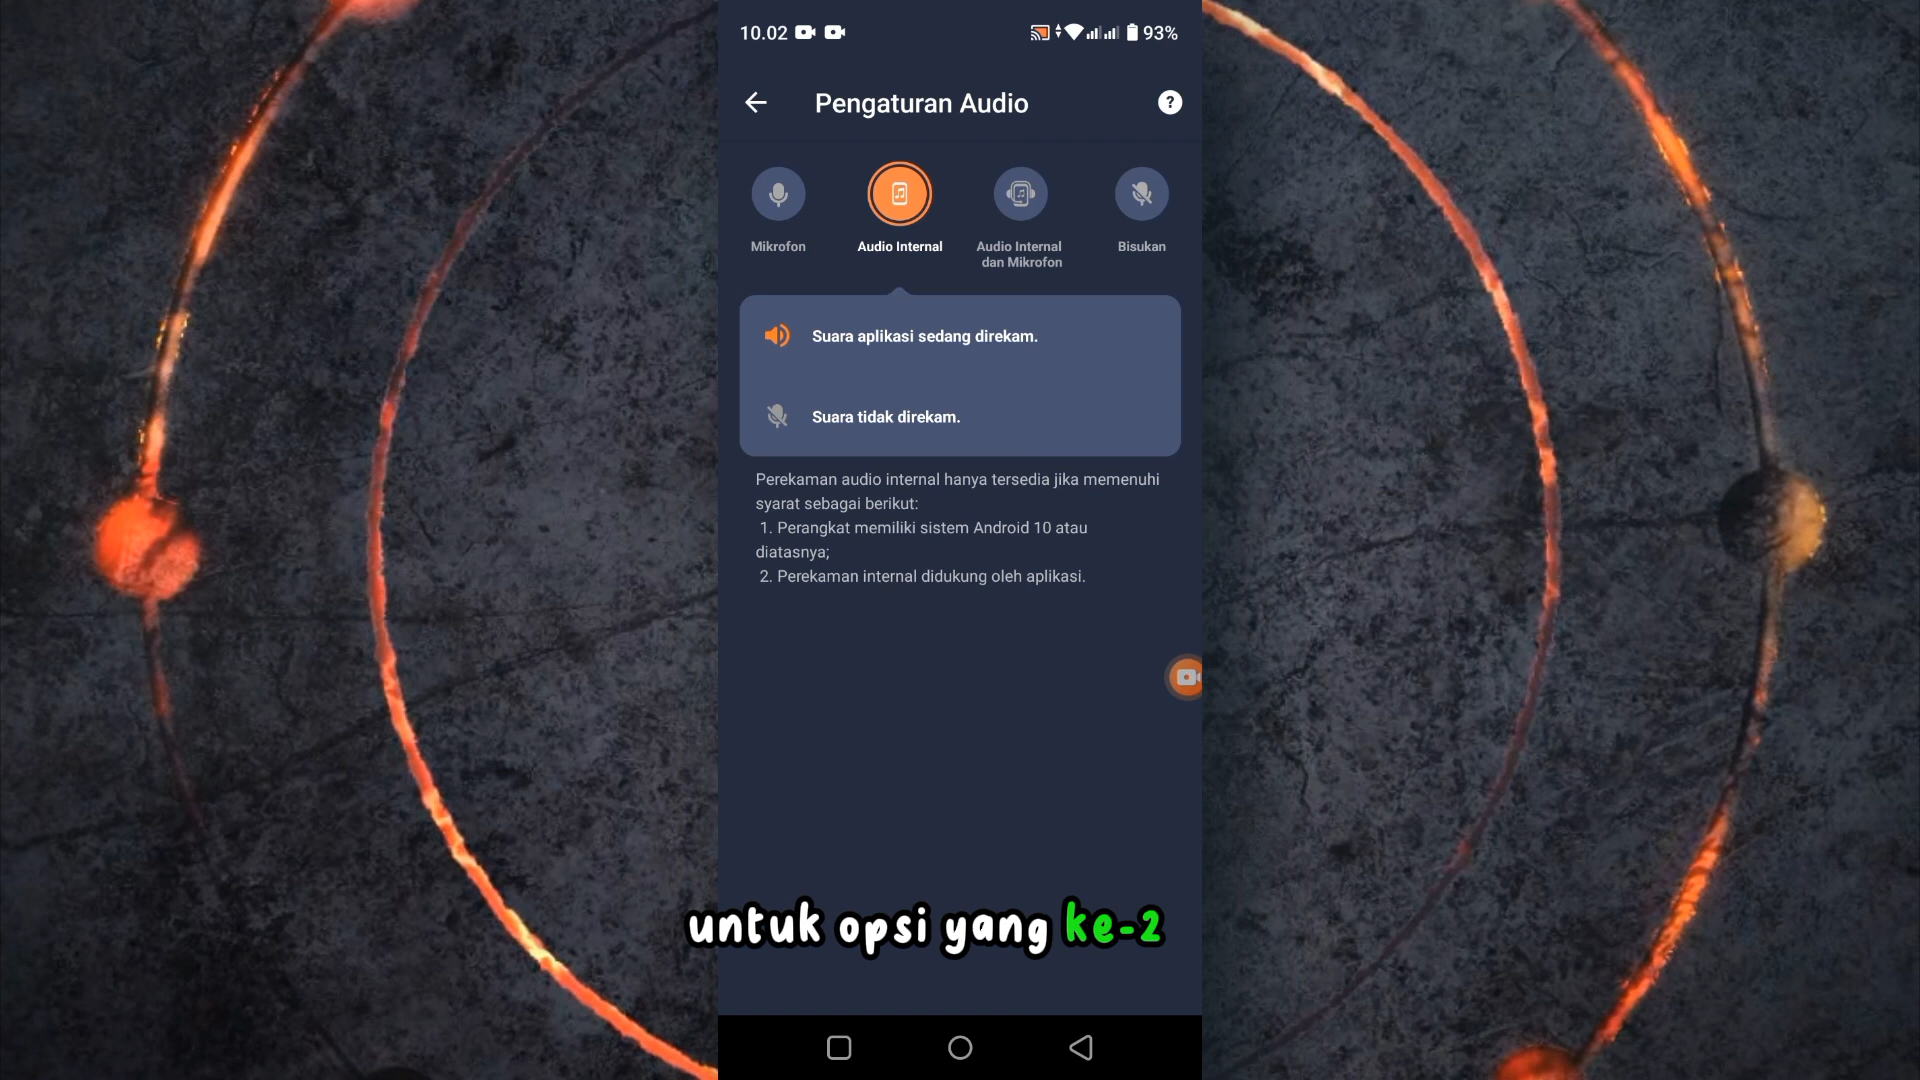 10.02
93%
Pengaturan Audio
?
Mikrofon
Audio Internal
Audio Internal
dan Mikrofon
Bisukan
Suara aplikasi sedang direkam.
Suara tidak direkam.
Perekaman audio internal hanya tersedia jika memenuhi
syarat sebagai berikut:
1. Perangkat memiliki sistem Android 10 atau
diatasnya;
2. Perekaman internal didukung oleh aplikasi.
untuk opsi yang ke-2